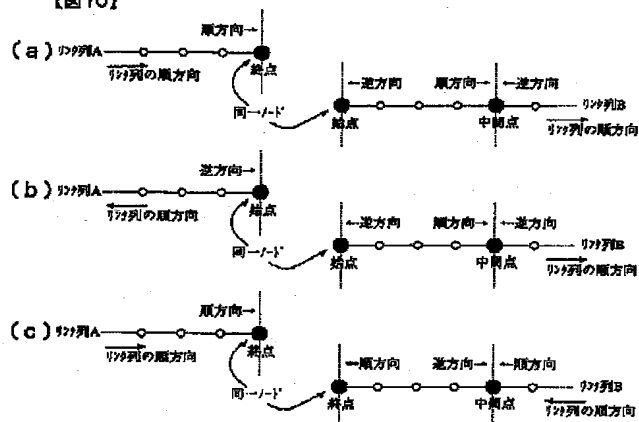 【図10】
順方向→
(a) リンク列A
終点
リンク列の順方向
同一ノード
←逆方向 順方向→ ←逆方向
リンク列B
始点 中間点
リンク列の順方向
逆方向→
(b) リンク列A
始点
リンク列の順方向
同一ノード
←逆方向 順方向→ ←逆方向
リンク列B
始点 中間点
リンク列の順方向
順方向→
(c) リンク列A
終点
リンク列の順方向
同一ノード
←順方向 逆方向→ ←順方向
リンク列B
終点 中間点
リンク列の順方向